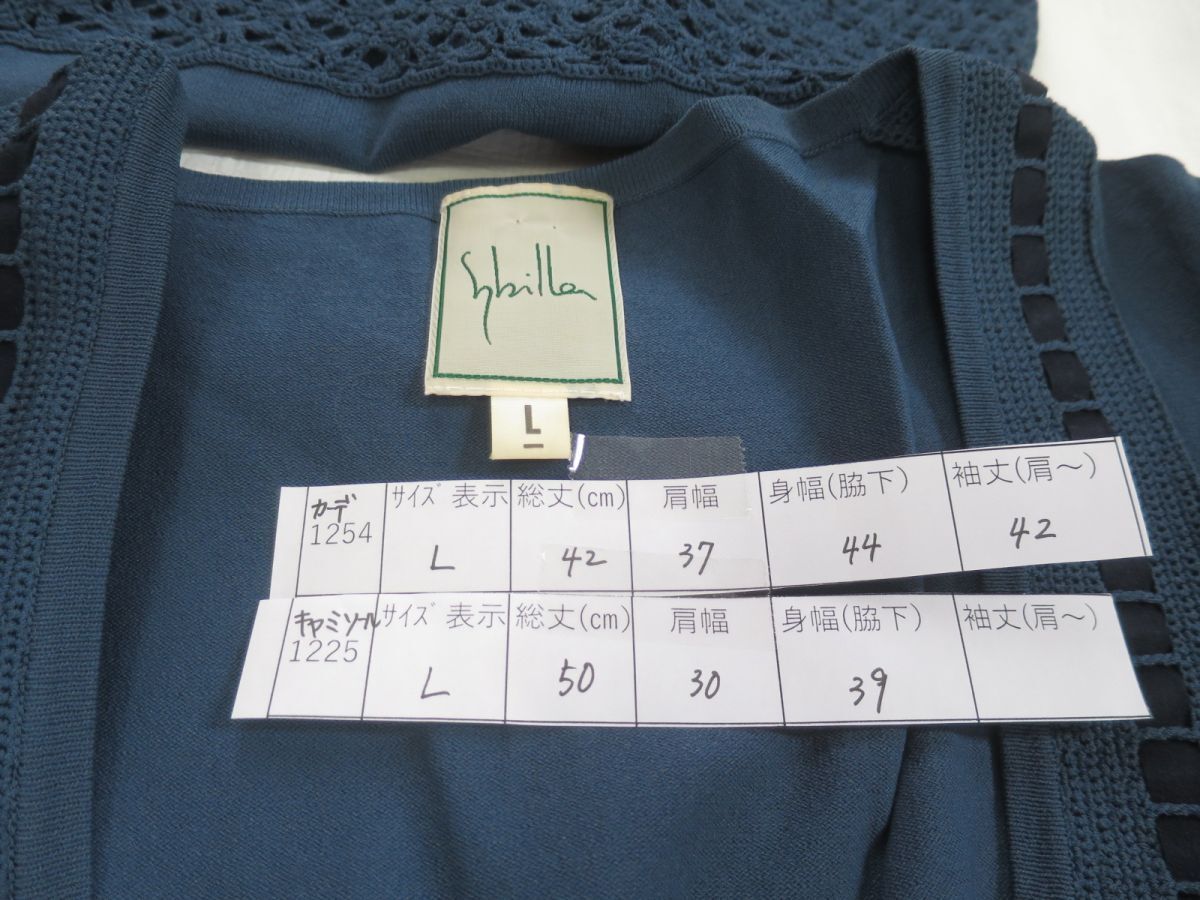 Sybilla
L
カーデ 1254 サイズ 表示 総丈(cm) 肩幅 身幅(脇下) 袖丈(肩～)
L 42 37 44 42
キャミソール 1225 サイズ 表示 総丈(cm) 肩幅 身幅(脇下) 袖丈(肩～)
L 50 30 39